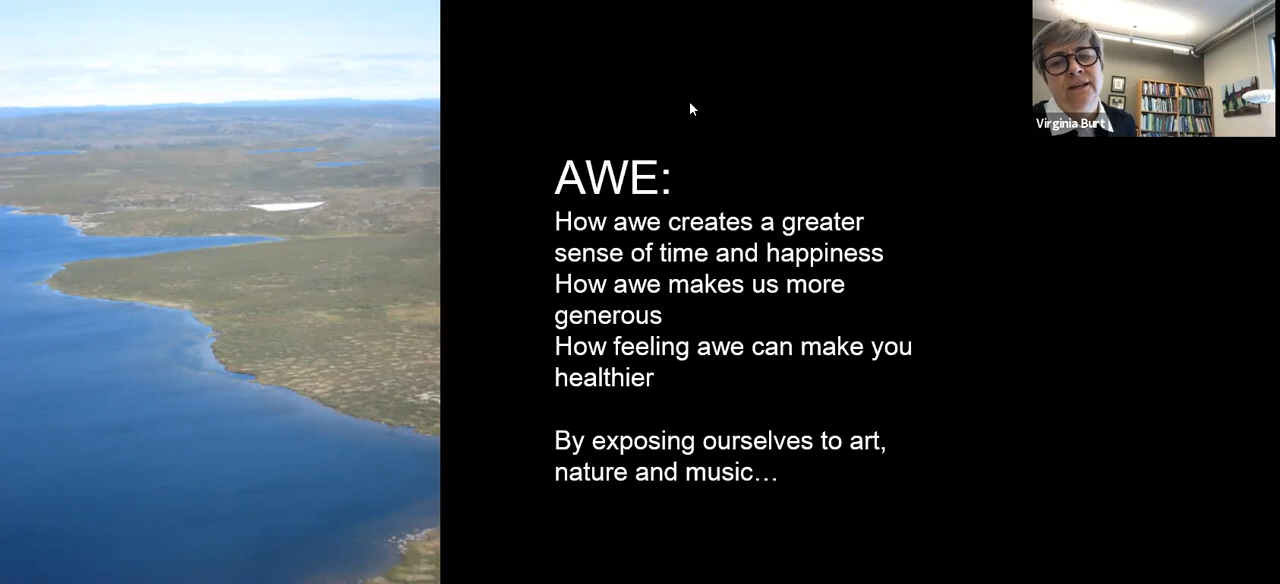 Virginia Burt
AWE:
How awe creates a greater
sense of time and happiness
How awe makes us more
generous
How feeling awe can make you
healthier
By exposing ourselves to art,
nature and music…